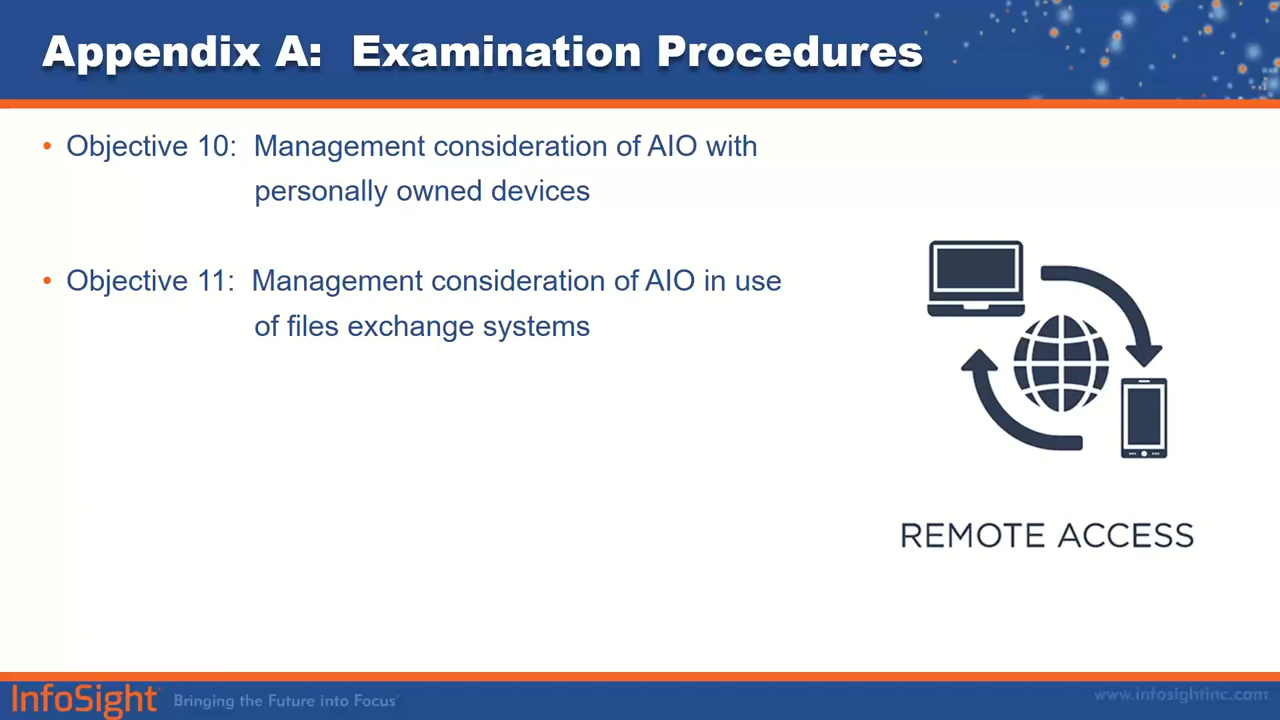 Appendix A: Examination Procedures
• Objective 10: Management consideration of AIO with
personally owned devices
• Objective 11: Management consideration of AIO in use
of files exchange systems
REMOTE ACCESS
InfoSight Bringing the Future into Focus
www.infosightinc.com